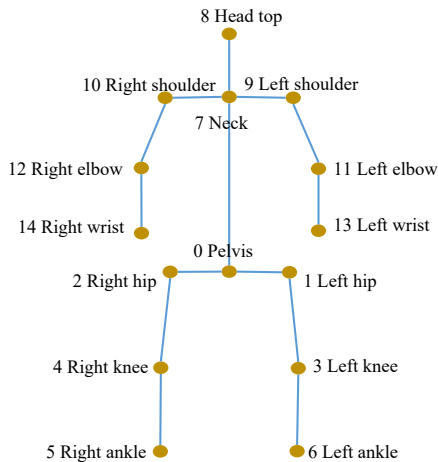 8 Head top
10 Right shoulder
9 Left shoulder
7 Neck
12 Right elbow
11 Left elbow
14 Right wrist
13 Left wrist
0 Pelvis
2 Right hip
1 Left hip
4 Right knee
3 Left knee
5 Right ankle
6 Left ankle